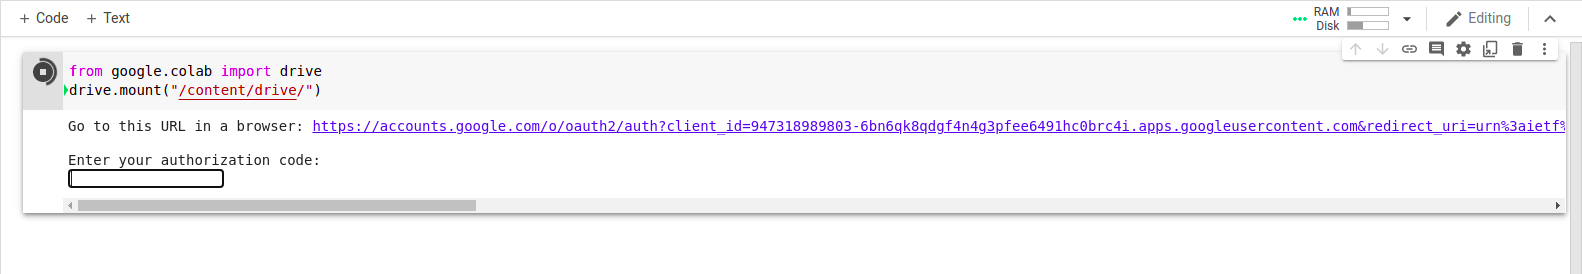 + Code + Text
RAM
Disk
Editing
from google.colab import drive
drive.mount("/content/drive/")
Go to this URL in a browser: https://accounts.google.com/o/oauth2/auth?client_id=947318989803-6bn6qk8qdgf4n4g3pfee6491hc0brc4i.apps.googleusercontent.com&redirect_uri=urn%3aietf%
Enter your authorization code: